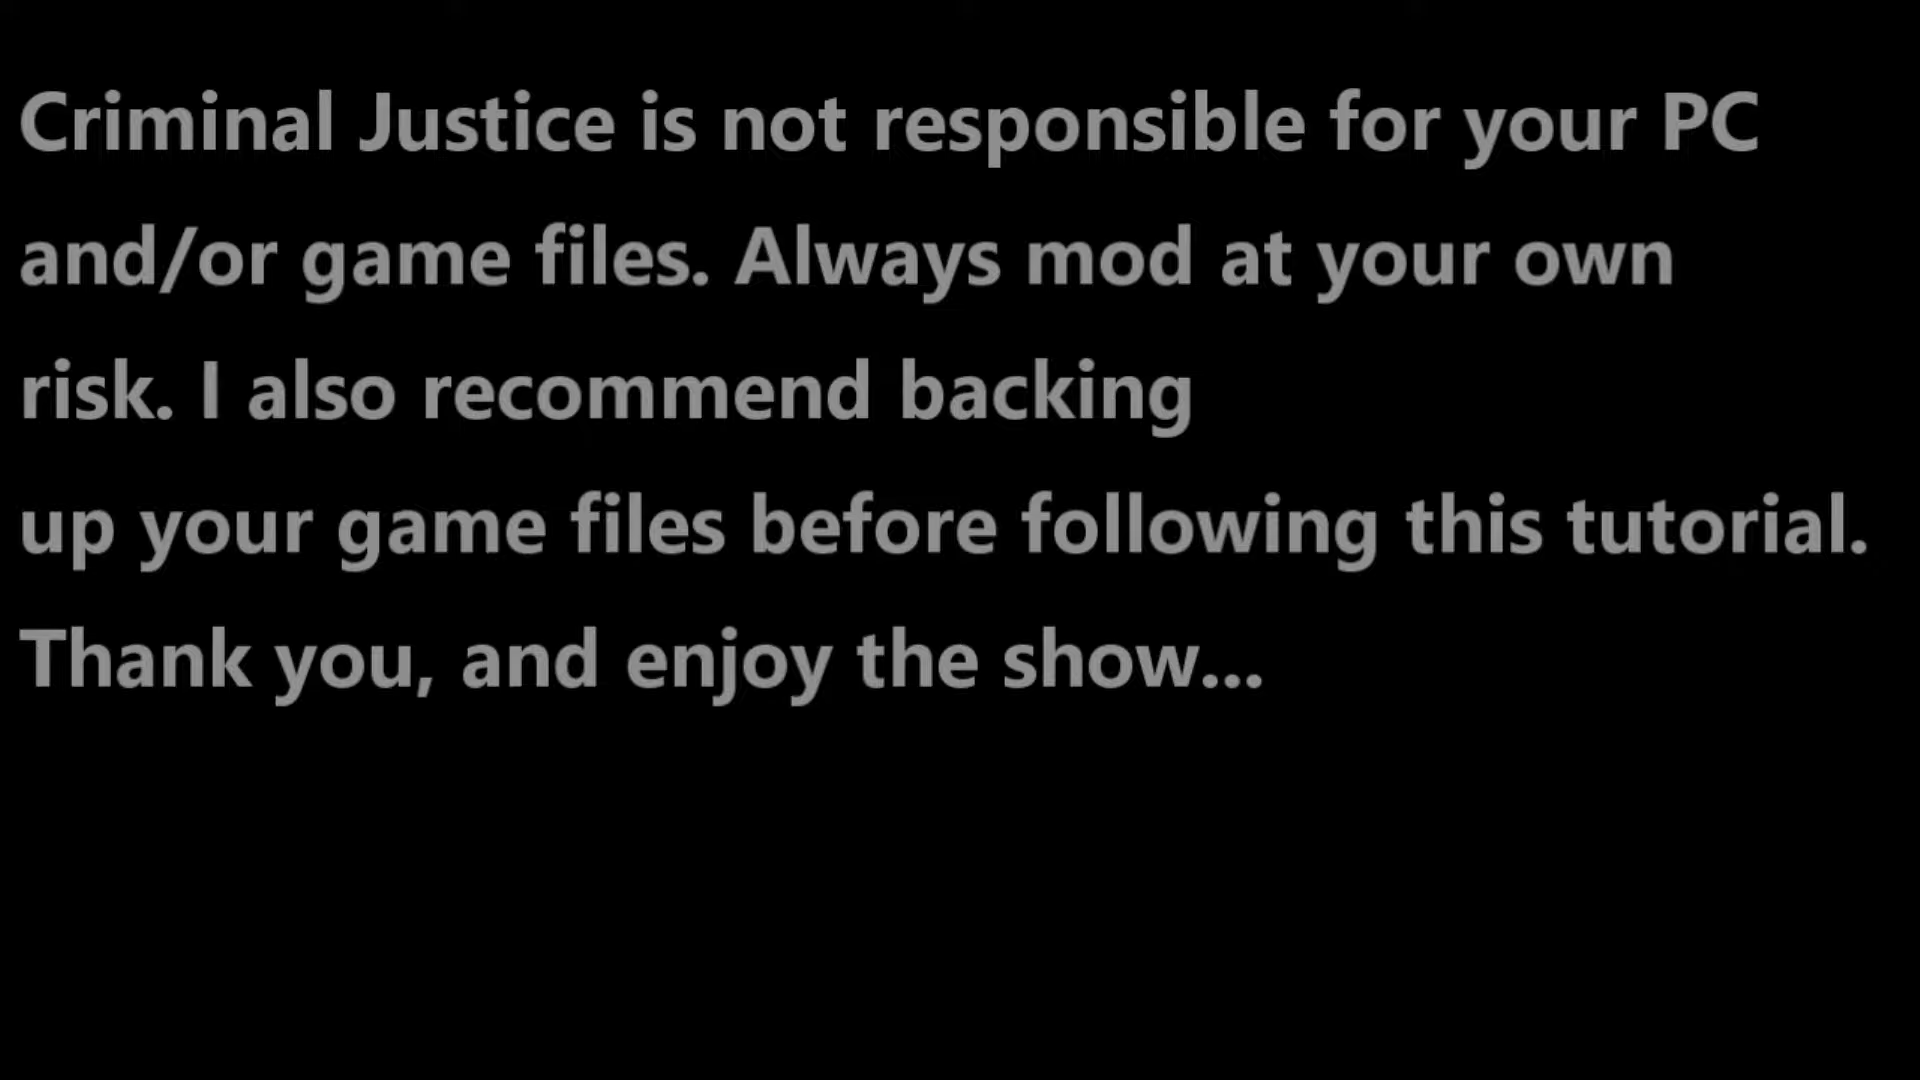 Criminal Justice is not responsible for your PC
and/or game files. Always mod at your own
risk. I also recommend backing
up your game files before following this tutorial.
Thank you, and enjoy the show...